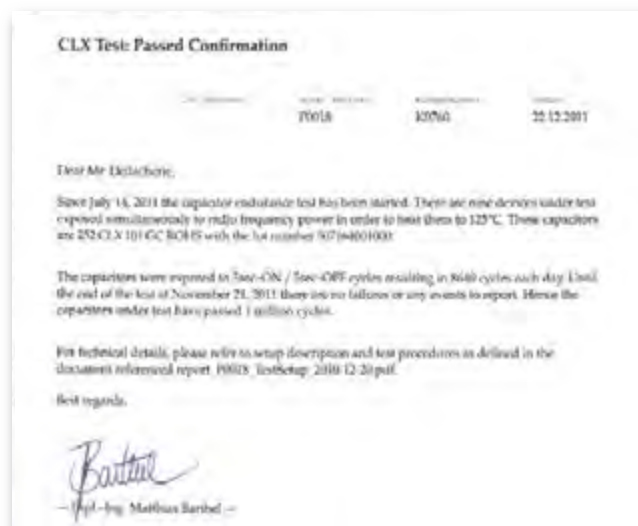 CLX Test: Passed Confirmation
P0018 22.12.2011
Dear Mr.
Since July 14, 2011 the capacitor endurance test has been started. There are nine devices under test
exposed simultaneously to radio frequency power in order to heat them to 125°C. These capacitors
are 252 CLX 101 GC ROHS with the lot number
The capacitors were exposed to 5sec-ON / 5sec-OFF cycles resulting in 8640 cycles each day. Until
the end of the test at November 21, 2011 there are no failures or any events to report. Hence the
capacitors under test have passed 1 million cycles.
For technical details, please refer to setup description and test procedures as defined in the
document referenced report
Best regards,
Matthias Barthel